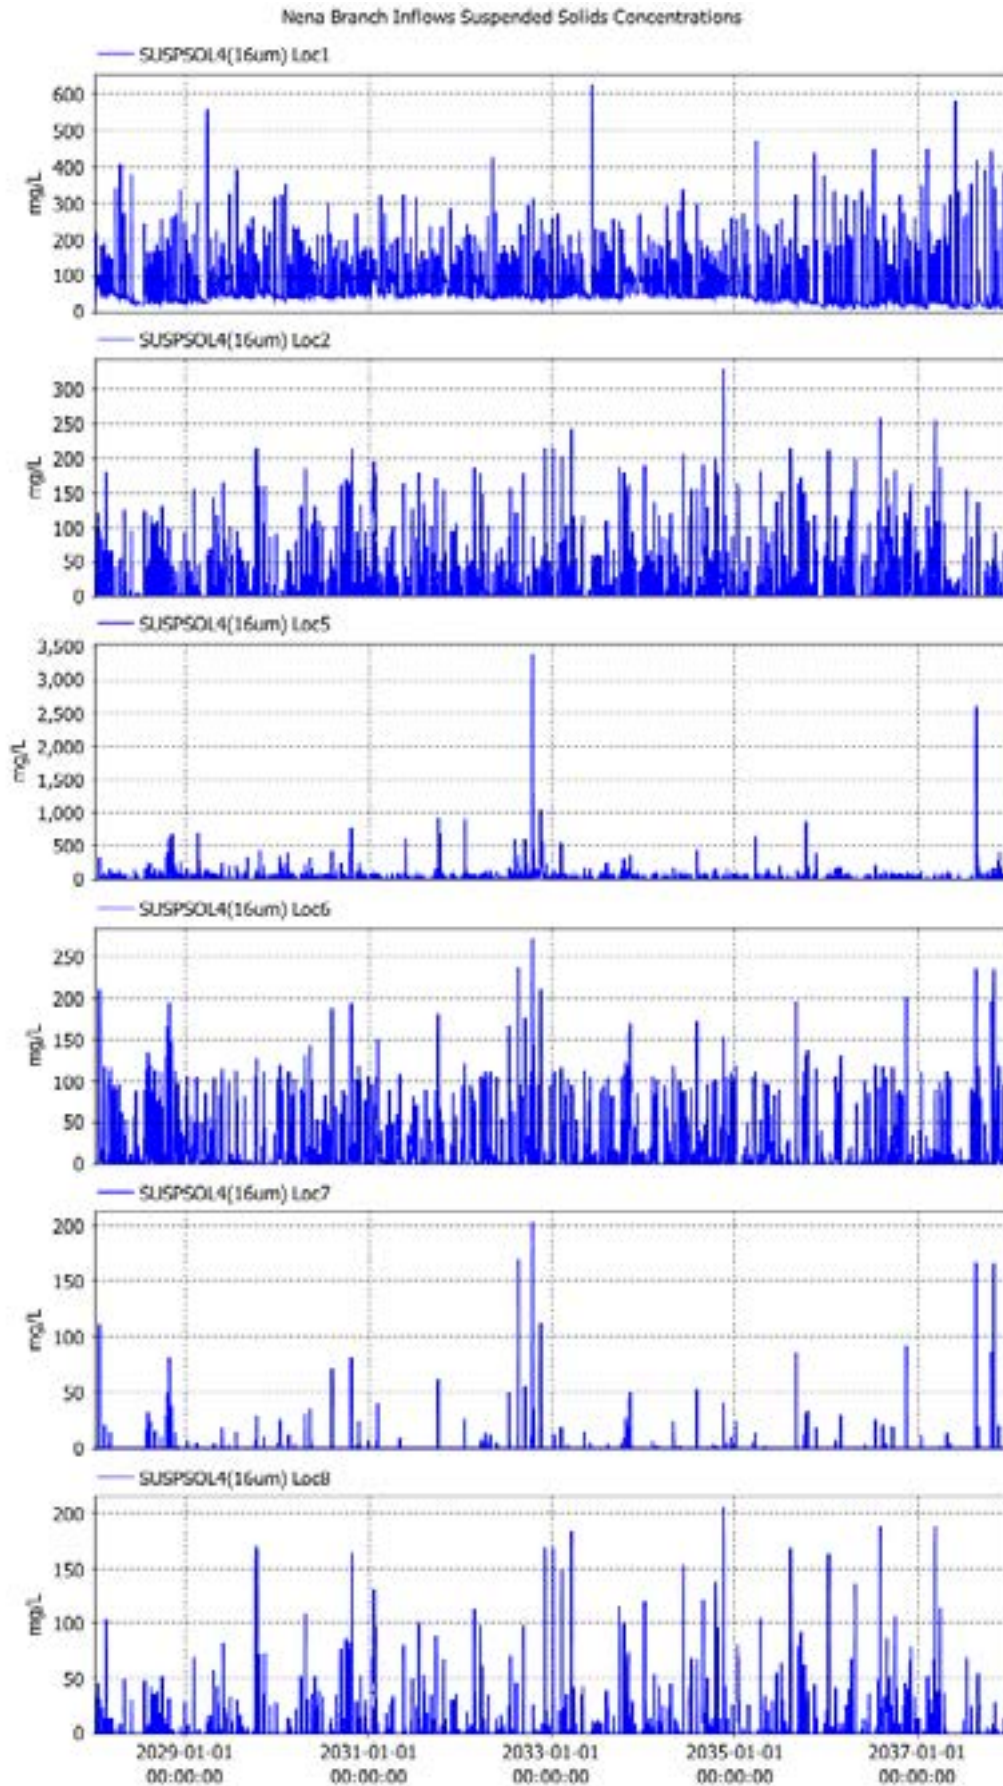 Nena Branch Inflows Suspended Solids Concentrations
SUSPSOL4(16um) Loc1
600
500
400
300
200
100
0
mg/L
SUSPSOL4(16um) Loc2
300
250
200
150
100
50
0
mg/L
SUSPSOL4(16um) Loc5
3,500
3,000
2,500
2,000
1,500
1,000
500
0
mg/L
SUSPSOL4(16um) Loc6
250
200
150
100
50
0
mg/L
SUSPSOL4(16um) Loc7
200
150
100
50
0
mg/L
SUSPSOL4(16um) Loc8
200
150
100
50
0
mg/L
2029-01-01 2031-01-01 2033-01-01 2035-01-01 2037-01-01
00:00:00 00:00:00 00:00:00 00:00:00 00:00:00